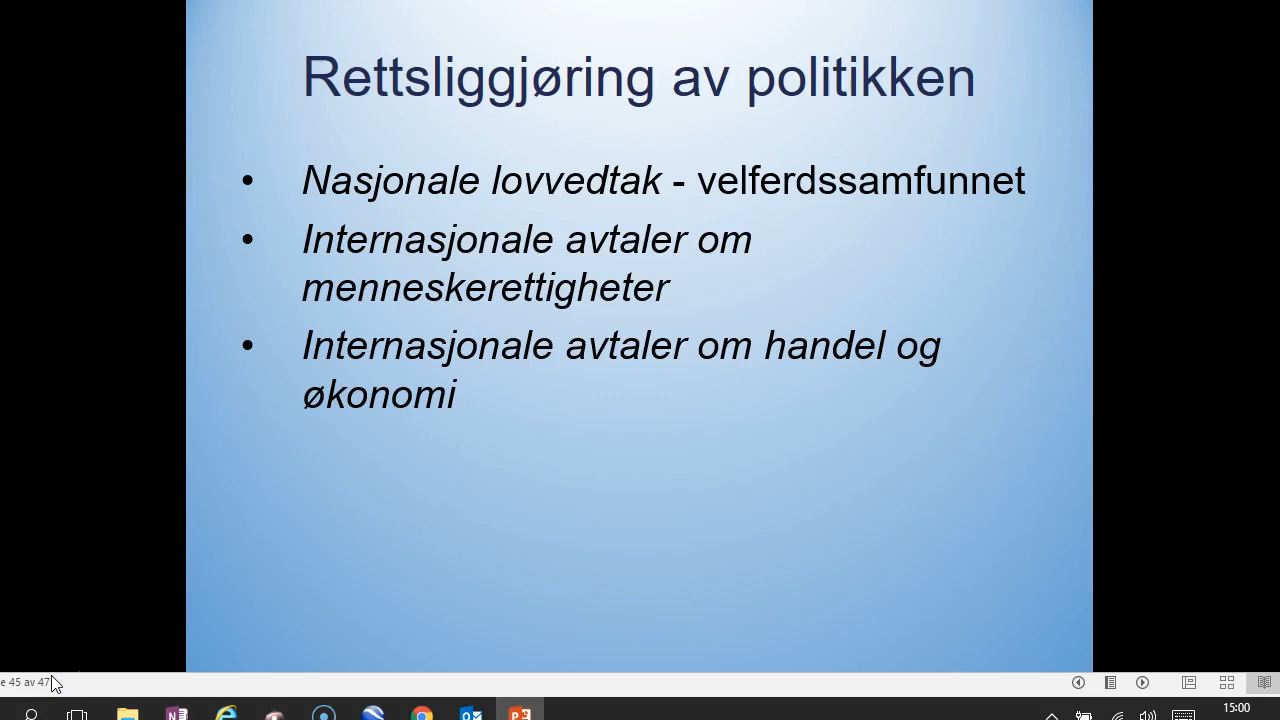 Rettsliggjøring av politikken
• Nasjonale lovvedtak - velferdssamfunnet
• Internasjonale avtaler om
menneskerettigheter
• Internasjonale avtaler om handel og
økonomi
e 45 av 47
15:00